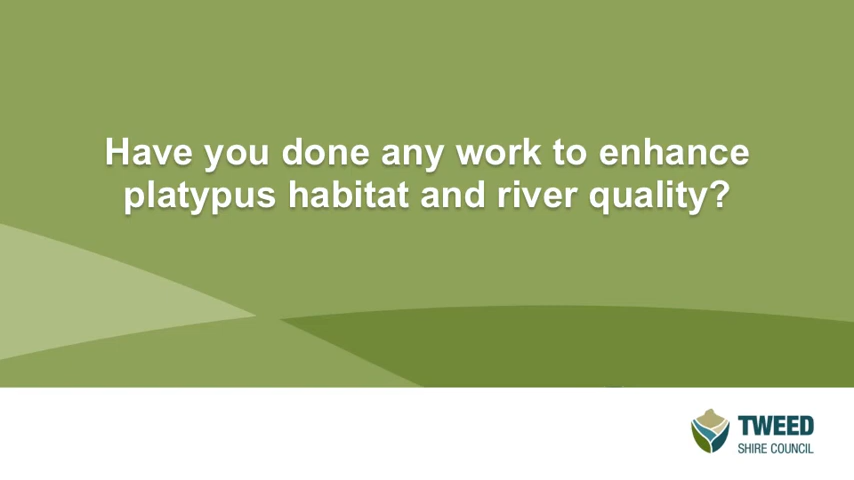 Have you done any work to enhance
platypus habitat and river quality?
TWEED
SHIRE COUNCIL